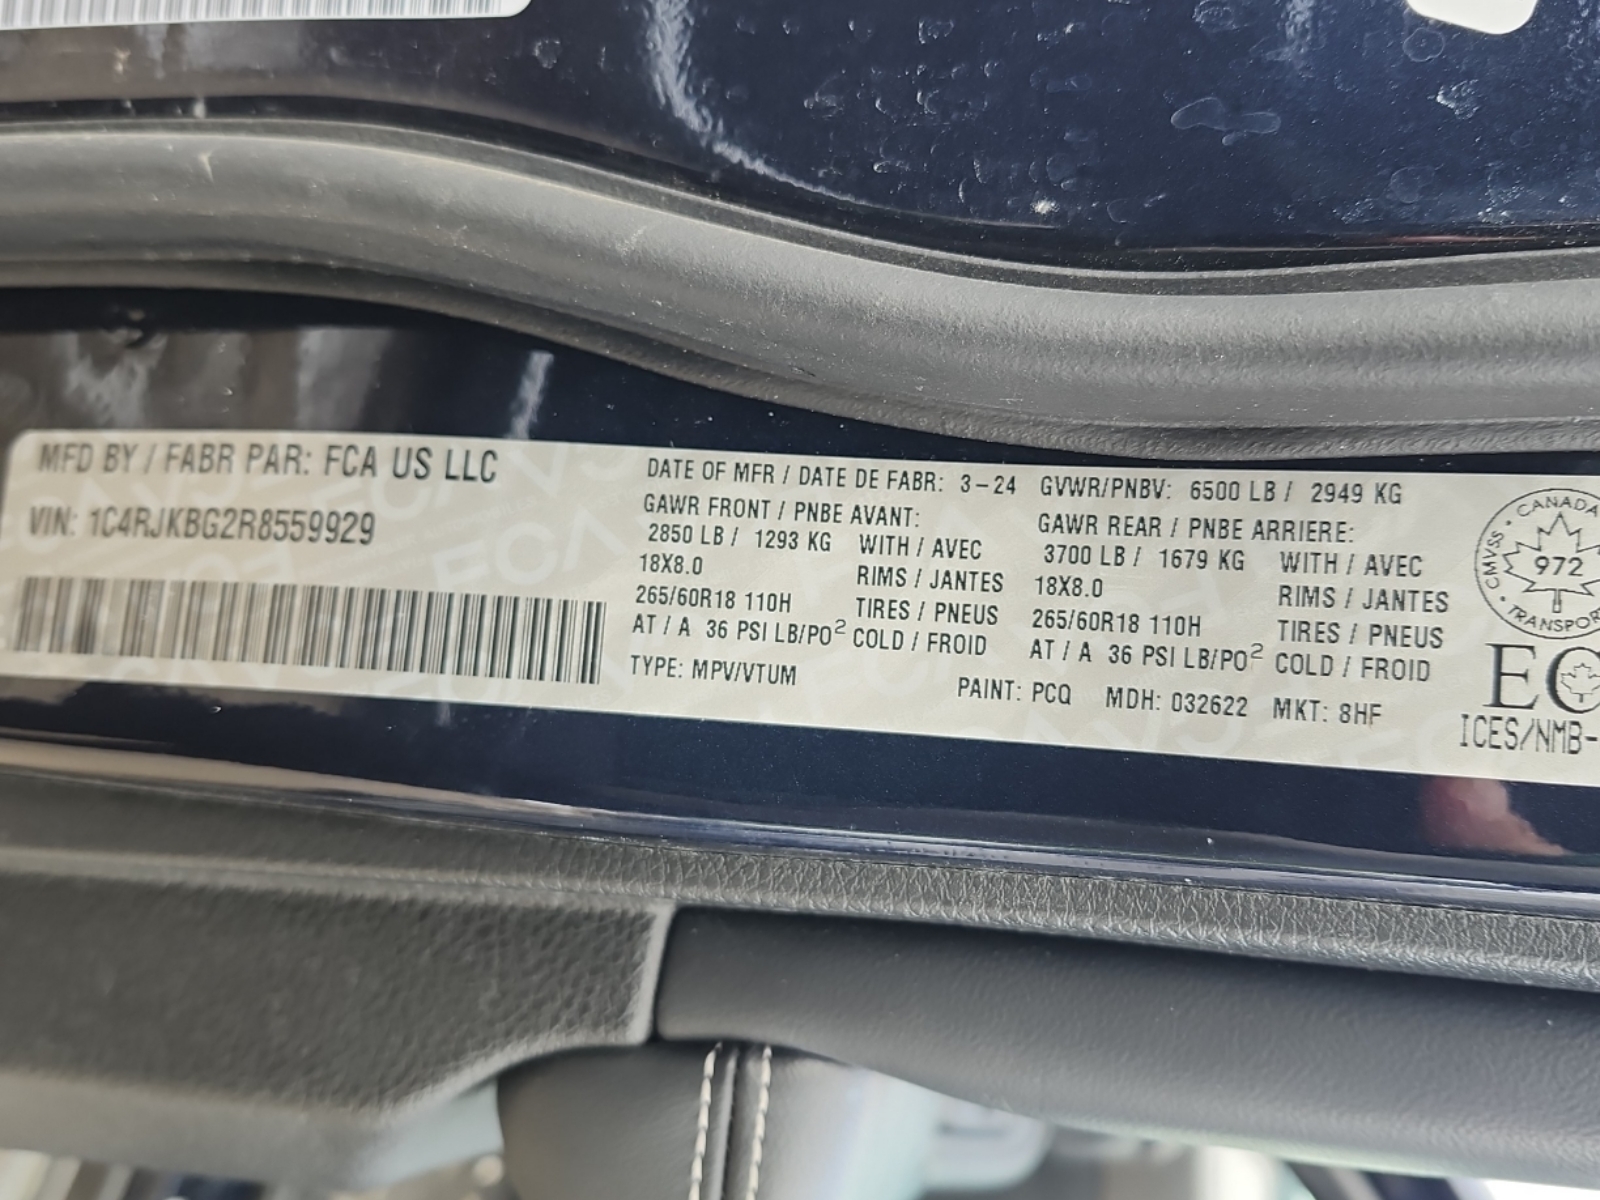 MFD BY / FABR PAR: FCA US LLC
VIN: 1C4RJKBG2R8559929
DATE OF MFR / DATE DE FABR: 3-24 GVWR/PNBV: 6500 LB / 2949 KG
GAWR FRONT / PNBE AVANT:
2850 LB / 1293 KG WITH / AVEC
18X8.0 RIMS / JANTES
265/60R18 110H TIRES / PNEUS
AT / A 36 PSI LB/PO² COLD / FROID
GAWR REAR / PNBE ARRIERE:
3700 LB / 1679 KG WITH / AVEC
18X8.0 RIMS / JANTES
265/60R18 110H TIRES / PNEUS
AT / A 36 PSI LB/PO² COLD / FROID
TYPE: MPV/VTUM
PAINT: PCQ MDH: 032622 MKT: 8HF
CANADA
CMVSS
972
TRANSPOR
EC
ICES/NMB-